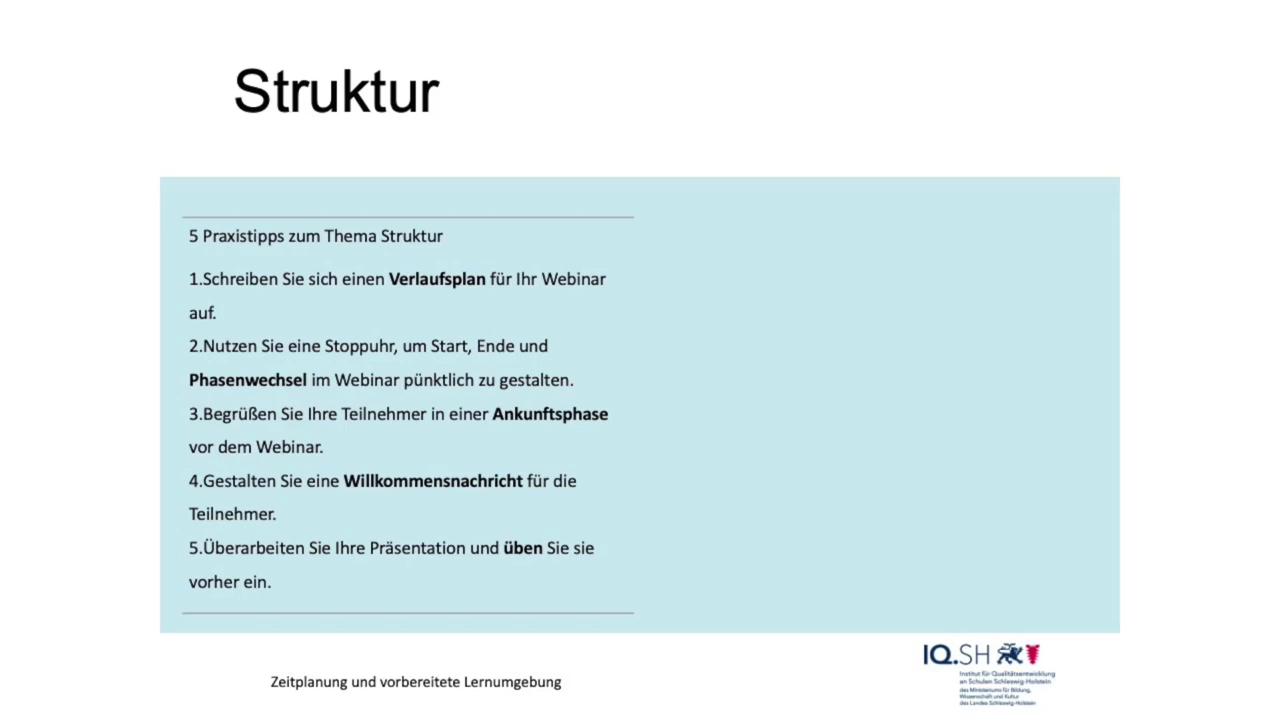 Struktur
5 Praxistipps zum Thema Struktur
1.Schreiben Sie sich einen Verlaufsplan für Ihr Webinar
auf.
2.Nutzen Sie eine Stoppuhr, um Start, Ende und
Phasenwechsel im Webinar pünktlich zu gestalten.
3.Begrüßen Sie Ihre Teilnehmer in einer Ankunftsphase
vor dem Webinar.
4.Gestalten Sie eine Willkommensnachricht für die
Teilnehmer.
5.Überarbeiten Sie Ihre Präsentation und üben Sie sie
vorher ein.
Zeitplanung und vorbereitete Lernumgebung
IQ.SH
Institut für Qualitätsentwicklung
an Schulen Schleswig-Holstein
des Ministeriums für Bildung,
Wissenschaft und Kultur
des Landes Schleswig-Holstein